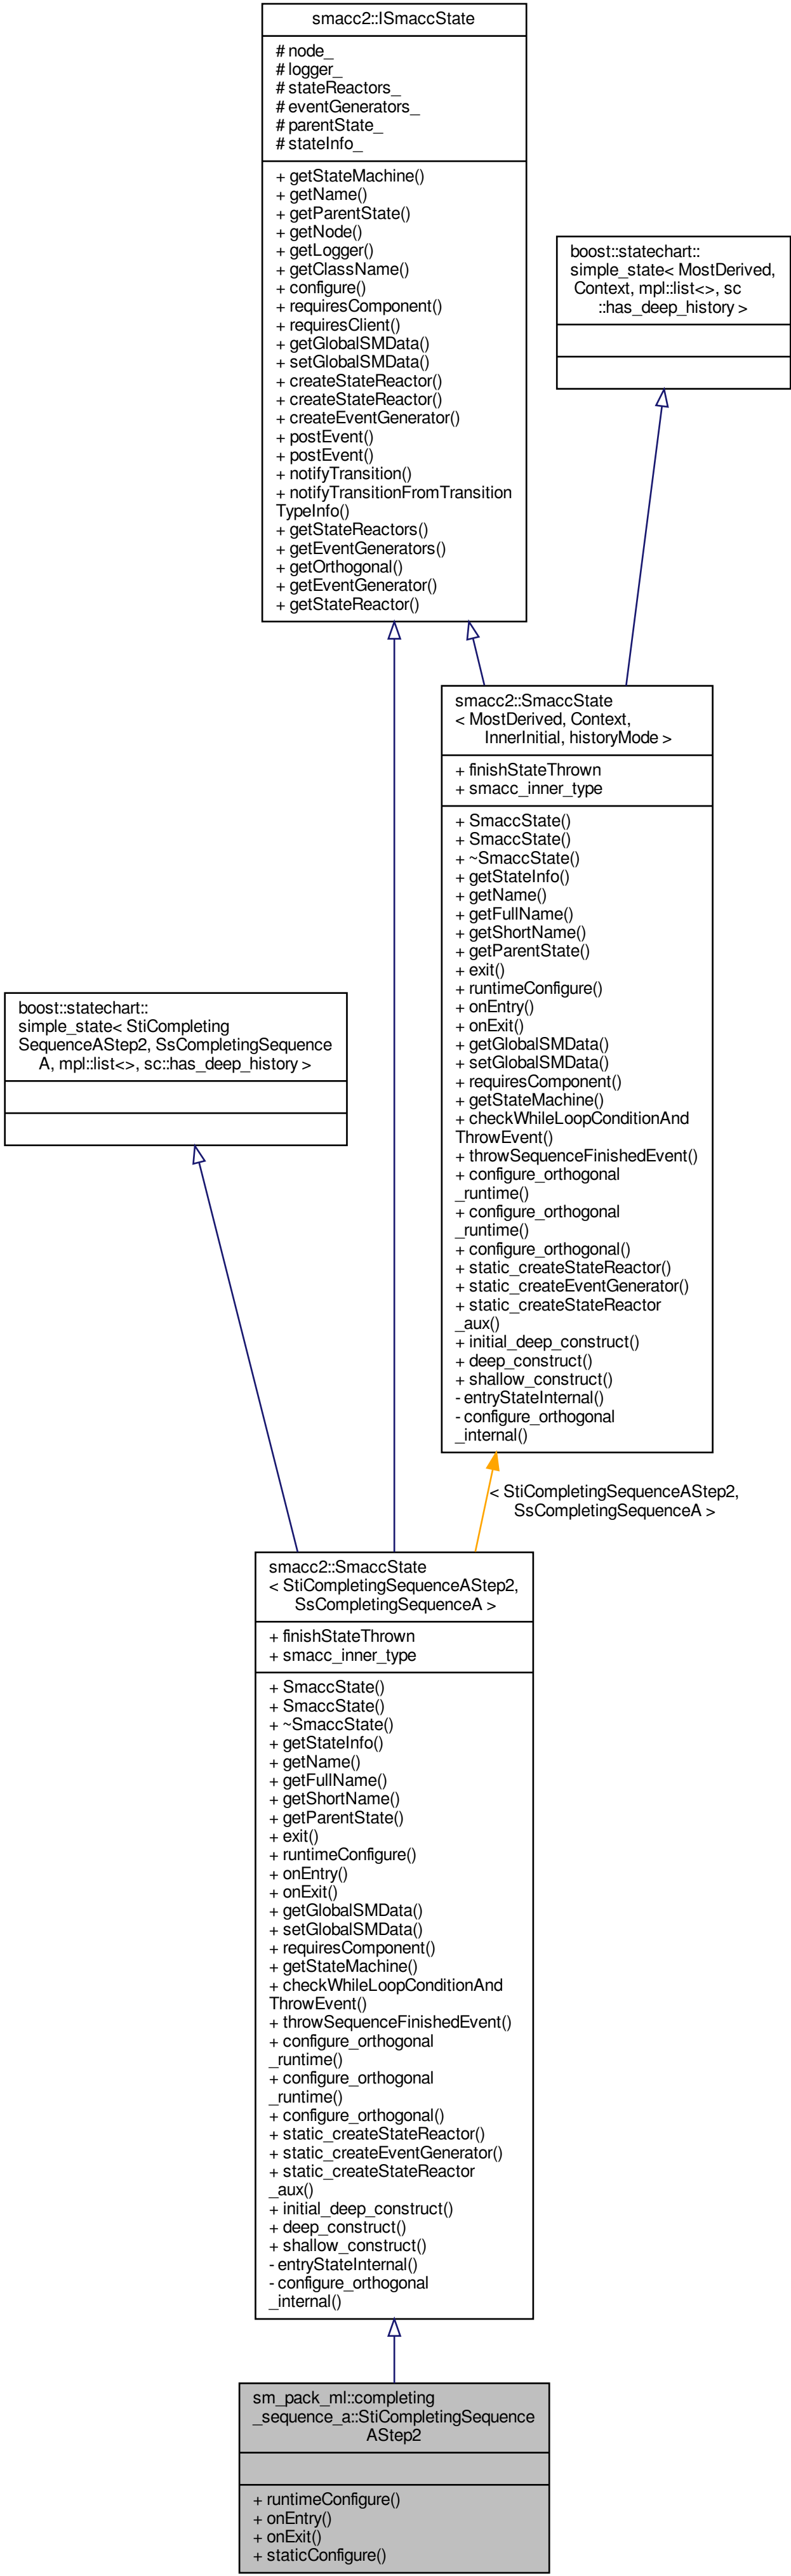 smacc2::ISmaccState
# node_
# logger_
# stateReactors_
# eventGenerators_
# parentState_
# stateInfo_
+ getStateMachine()
+ getName()
+ getParentState()
+ getNode()
+ getLogger()
+ getClassName()
+ configure()
+ requiresComponent()
+ requiresClient()
+ getGlobalSMData()
+ setGlobalSMData()
+ createStateReactor()
+ createStateReactor()
+ createEventGenerator()
+ postEvent()
+ postEvent()
+ notifyTransition()
+ notifyTransitionFromTransition
TypeInfo()
+ getStateReactors()
+ getEventGenerators()
+ getOrthogonal()
+ getEventGenerator()
+ getStateReactor()
boost::statechart::
simple_state< MostDerived,
Context, mpl::list<>, sc
::has_deep_history >
smacc2::SmaccState
< MostDerived, Context,
InnerInitial, historyMode >
+ finishStateThrown
+ smacc_inner_type
+ SmaccState()
+ SmaccState()
+ ~SmaccState()
+ getStateInfo()
+ getName()
+ getFullName()
+ getShortName()
+ getParentState()
+ exit()
+ runtimeConfigure()
+ onEntry()
+ onExit()
+ getGlobalSMData()
+ setGlobalSMData()
+ requiresComponent()
+ getStateMachine()
+ checkWhileLoopConditionAnd
ThrowEvent()
+ throwSequenceFinishedEvent()
+ configure_orthogonal
_runtime()
+ configure_orthogonal
_runtime()
+ configure_orthogonal()
+ static_createStateReactor()
+ static_createEventGenerator()
+ static_createStateReactor
_aux()
+ initial_deep_construct()
+ deep_construct()
+ shallow_construct()
- entryStateInternal()
- configure_orthogonal
_internal()
boost::statechart::
simple_state< StiCompleting
SequenceAStep2, SsCompletingSequence
A, mpl::list<>, sc::has_deep_history >
< StiCompletingSequenceAStep2,
SsCompletingSequenceA >
smacc2::SmaccState
< StiCompletingSequenceAStep2,
SsCompletingSequenceA >
+ finishStateThrown
+ smacc_inner_type
+ SmaccState()
+ SmaccState()
+ ~SmaccState()
+ getStateInfo()
+ getName()
+ getFullName()
+ getShortName()
+ getParentState()
+ exit()
+ runtimeConfigure()
+ onEntry()
+ onExit()
+ getGlobalSMData()
+ setGlobalSMData()
+ requiresComponent()
+ getStateMachine()
+ checkWhileLoopConditionAnd
ThrowEvent()
+ throwSequenceFinishedEvent()
+ configure_orthogonal
_runtime()
+ configure_orthogonal
_runtime()
+ configure_orthogonal()
+ static_createStateReactor()
+ static_createEventGenerator()
+ static_createStateReactor
_aux()
+ initial_deep_construct()
+ deep_construct()
+ shallow_construct()
- entryStateInternal()
- configure_orthogonal
_internal()
sm_pack_ml::completing
_sequence_a::StiCompletingSequence
AStep2
+ runtimeConfigure()
+ onEntry()
+ onExit()
+ staticConfigure()